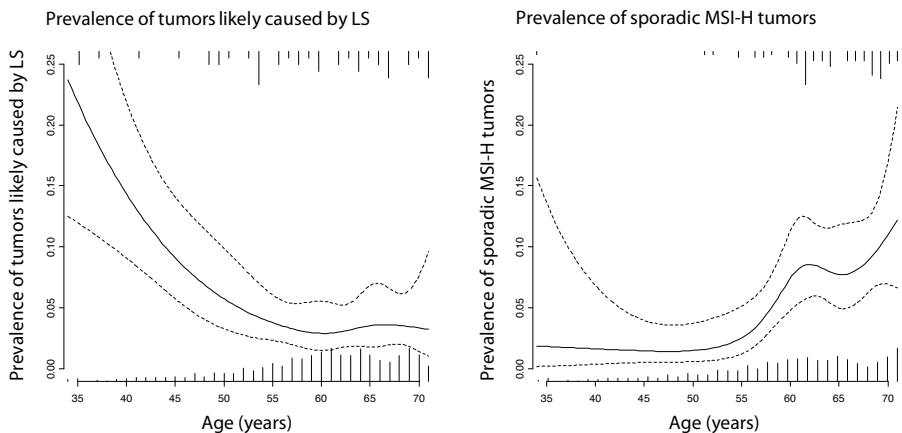 Prevalence of tumors likely caused by LS
Prevalence of tumors likely caused by LS
0.25
0.20
0.15
0.10
0.05
0.00
35 40 45 50 55 60 65 70
Age (years)
Prevalence of sporadic MSI-H tumors
Prevalence of sporadic MSI-H tumors
0.25
0.20
0.15
0.10
0.05
0.00
35 40 45 50 55 60 65 70
Age (years)